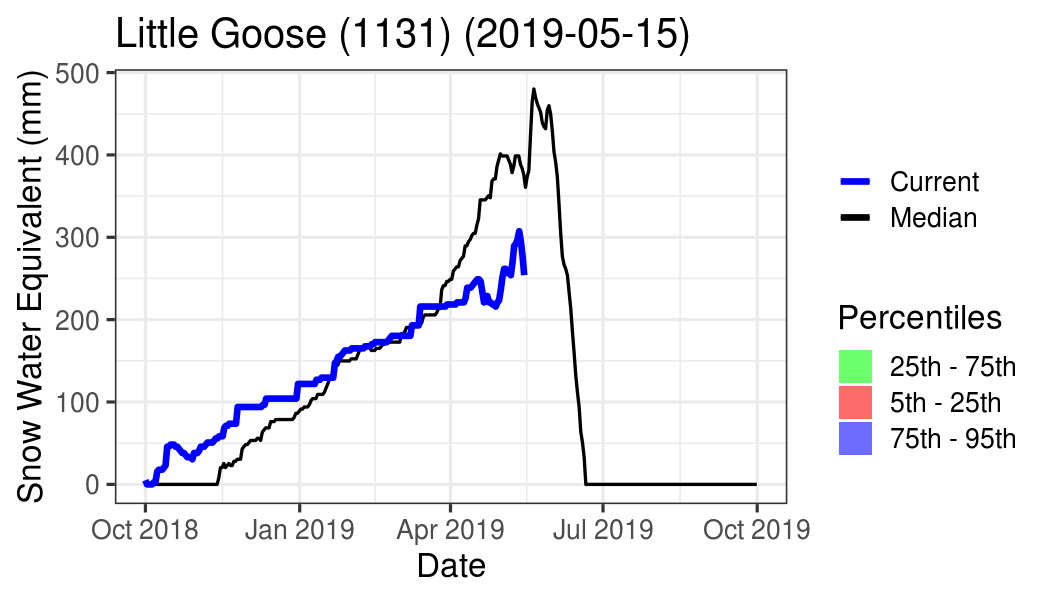 Little Goose (1131) (2019-05-15)
Snow Water Equivalent (mm)
500
400
300
200
100
0
Oct 2018
Jan 2019
Apr 2019
Jul 2019
Oct 2019
Date
Current
Median
Percentiles
25th - 75th
5th - 25th
75th - 95th